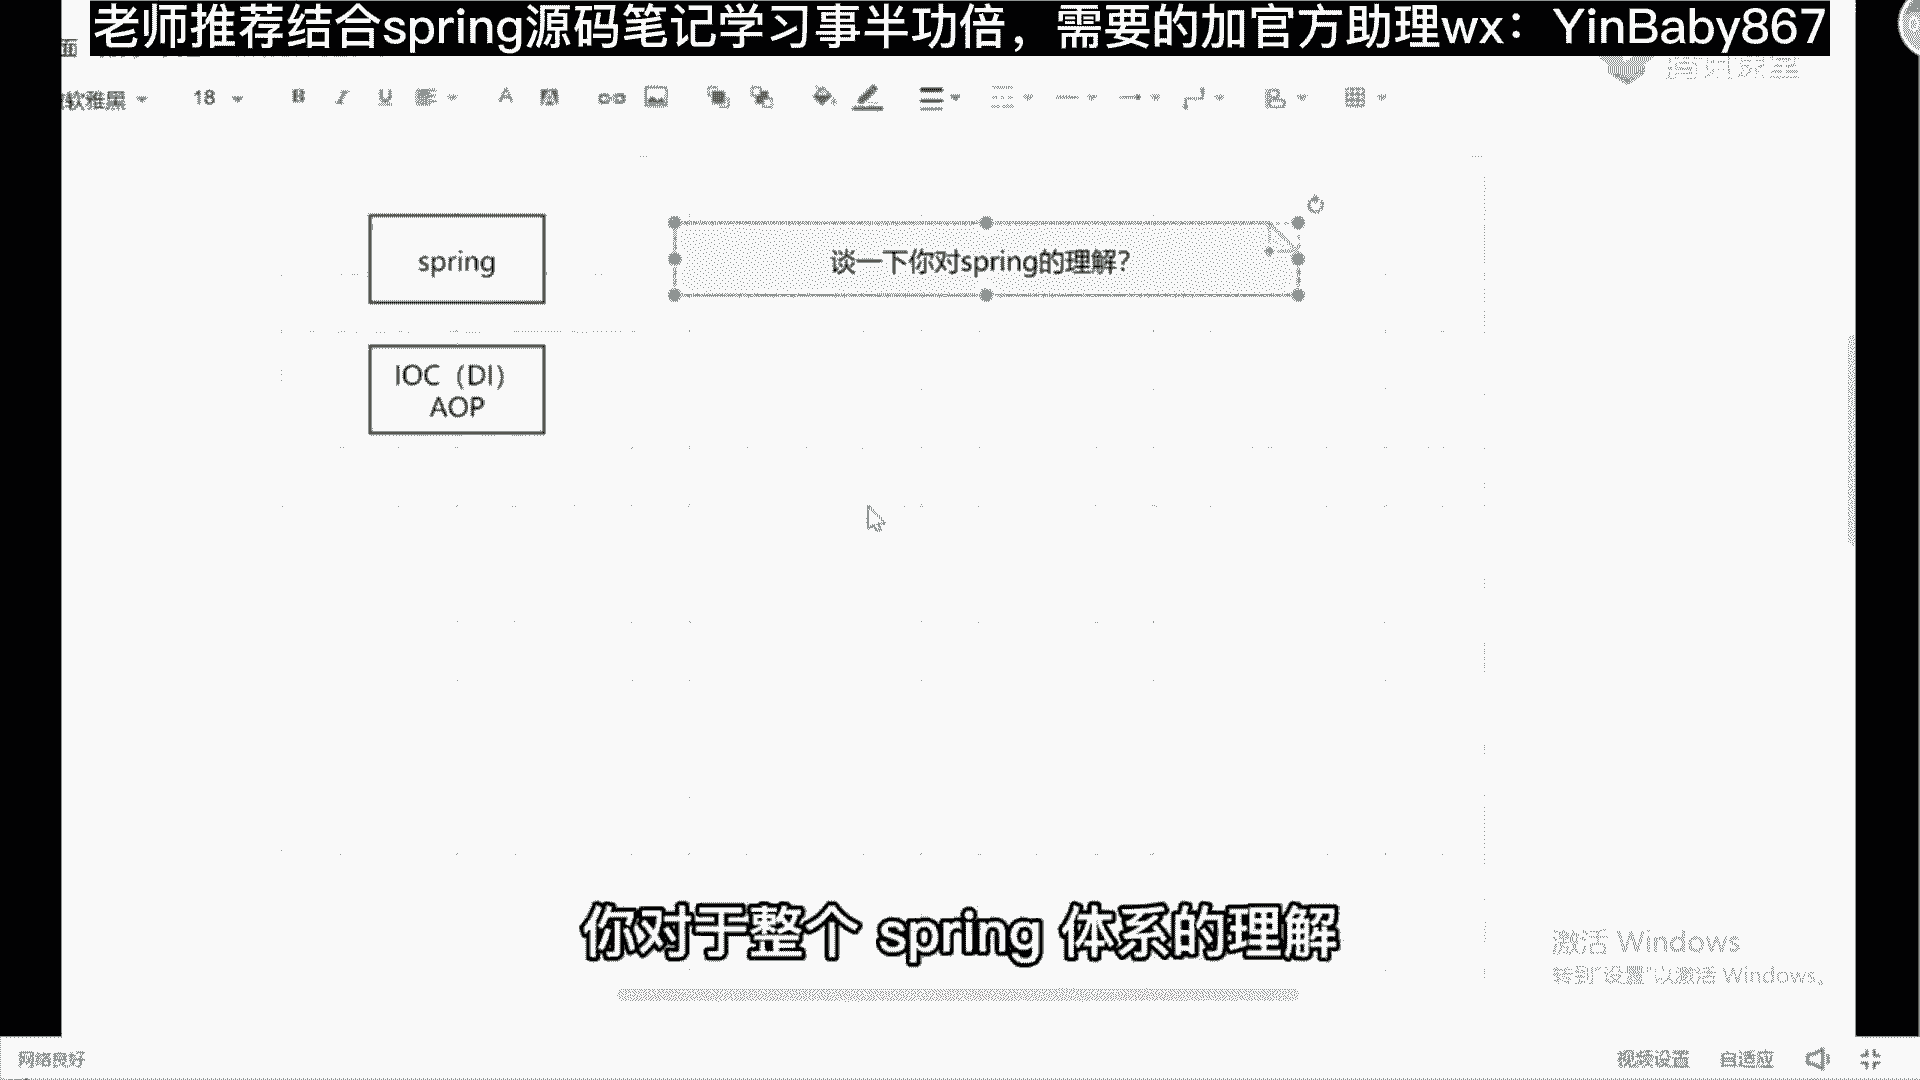 老师推荐结合spring源码笔记学习事半功倍，需要的加官方助理wx：YinBaby867
面
软雅黑
18
B I U
A A
spring
谈一下你对spring的理解？
IOC（DI）
AOP
你对于整个 spring 体系的理解
激活 Windows
转到"设置"以激活 Windows。
网络良好
视频设置
自适应